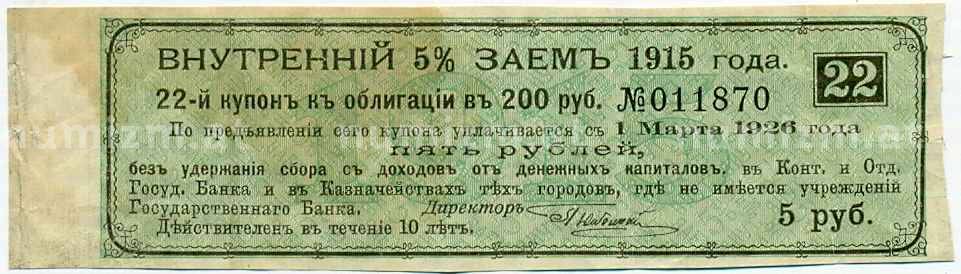 ВНУТРЕННІЙ 5% ЗАЕМЪ 1915 года.
22
22-й купонъ къ облигаціи въ 200 руб. №011870
По предъявленіи сего купона уплачивается съ 1 Марта 1926 года
пять рублей,
безъ удержанія сбора съ доходовъ отъ денежныхъ капиталовъ, въ Конт. и Отд.
Госуд. Банка и въ Казначействахъ тѣхъ городовъ, гдѣ не имѣется учрежденій
Государственнаго Банка. Директоръ
5 руб.
Дѣйствителенъ въ теченіе 10 лѣтъ.